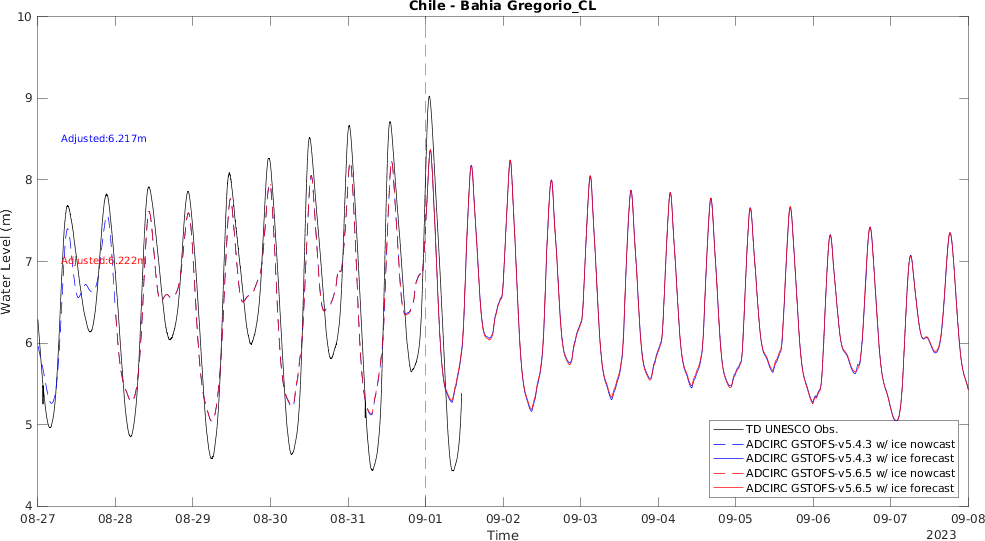 Chile - Bahia Gregorio_CL
10
9
8
7
6
5
4
Water Level (m)
Adjusted:6.217m
Adjusted:6.222m
TD UNESCO Obs.
ADCIRC GSTOFS-v5.4.3 w/ ice nowcast
ADCIRC GSTOFS-v5.4.3 w/ ice forecast
ADCIRC GSTOFS-v5.6.5 w/ ice nowcast
ADCIRC GSTOFS-v5.6.5 w/ ice forecast
08-27 08-28 08-29 08-30 08-31 09-01 09-02 09-03 09-04 09-05 09-06 09-07 09-08
Time
2023